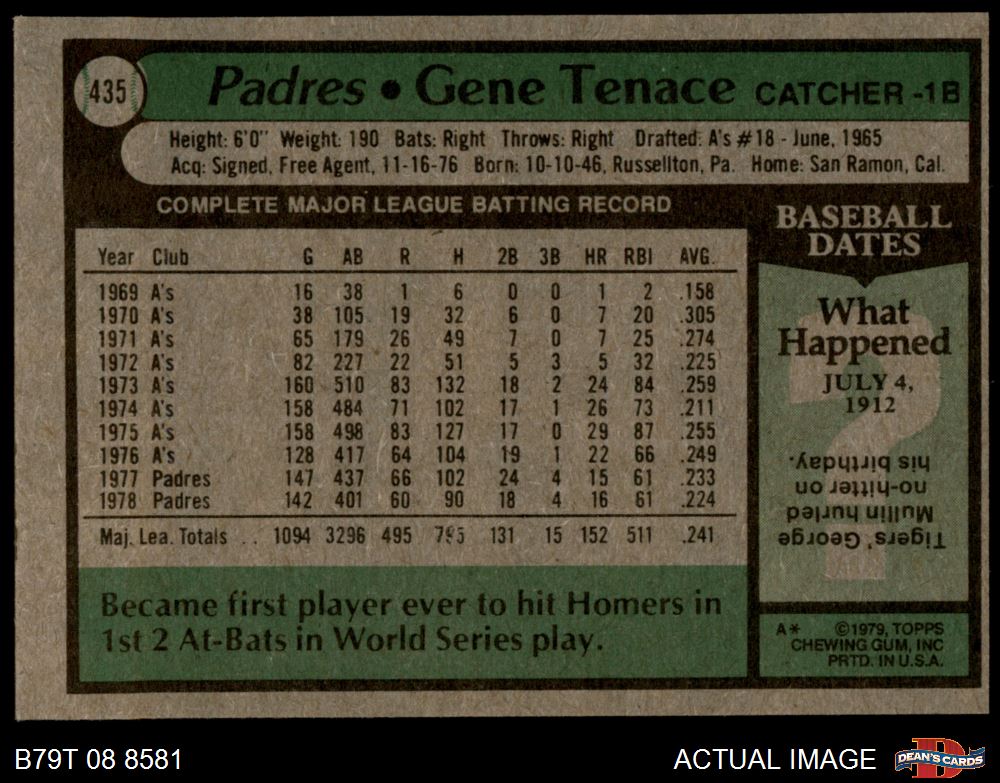 435
Padres • Gene Tenace CATCHER -1B
Height: 6'0" Weight: 190 Bats: Right Throws: Right Drafted: A's #18 - June, 1965
Acq: Signed, Free Agent, 11-16-76 Born: 10-10-46, Russellton, Pa. Home: San Ramon, Cal.
COMPLETE MAJOR LEAGUE BATTING RECORD
Year Club G AB R H 2B 3B HR RBI AVG.
1969 A's 16 38 1 6 0 0 1 2 .158
1970 A's 38 105 19 32 6 0 7 20 .305
1971 A's 65 179 26 49 7 0 7 25 .274
1972 A's 82 227 22 51 5 3 5 32 .225
1973 A's 160 510 83 132 18 2 24 84 .259
1974 A's 158 484 71 102 17 1 26 73 .211
1975 A's 158 498 83 127 17 0 29 87 .255
1976 A's 128 417 64 104 19 1 22 66 .249
1977 Padres 147 437 66 102 24 4 15 61 .233
1978 Padres 142 401 60 90 18 4 16 61 .224
Maj. Lea. Totals .. 1094 3296 495 795 131 15 152 511 .241
Became first player ever to hit Homers in
1st 2 At-Bats in World Series play.
BASEBALL
DATES
What
Happened
JULY 4,
1912
?
Tigers' George
Mullin hurled
no-hitter on
his birthday.
A* ©1979, TOPPS
CHEWING GUM, INC
PRTD. IN U.S.A.
B79T 08 8581
ACTUAL IMAGE
D
DEAN'S CARDS